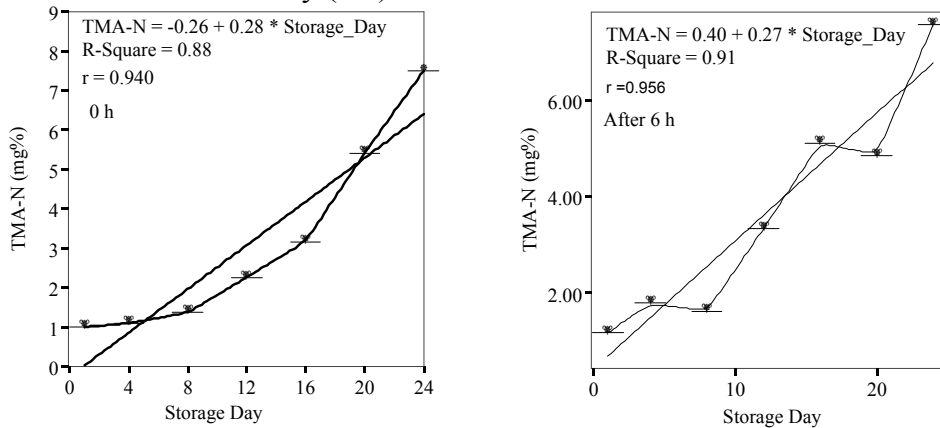 TMA-N = -0.26 + 0.28 * Storage_Day
R-Square = 0.88
r = 0.940
0 h
9
8
7
6
5
4
3
2
1
0
TMA-N (mg%)
0 4 8 12 16 20 24
Storage Day
TMA-N = 0.40 + 0.27 * Storage_Day
R-Square = 0.91
r =0.956
After 6 h
6.00
4.00
2.00
TMA-N (mg%)
0 10 20
Storage Day